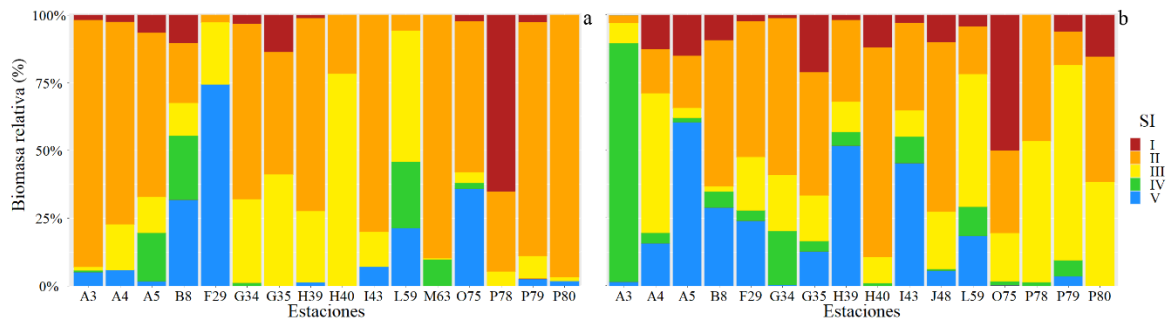 a
b
Biomasa relativa (%)
100%
75%
50%
25%
0%
A3 A4 A5 B8 F29 G34 G35 H39 H40 I43 L59 M63 O75 P78 P79 P80
Estaciones
A3 A4 A5 B8 F29 G34 G35 H39 H40 I43 J48 L59 O75 P78 P79 P80
Estaciones
SI
I
II
III
IV
V